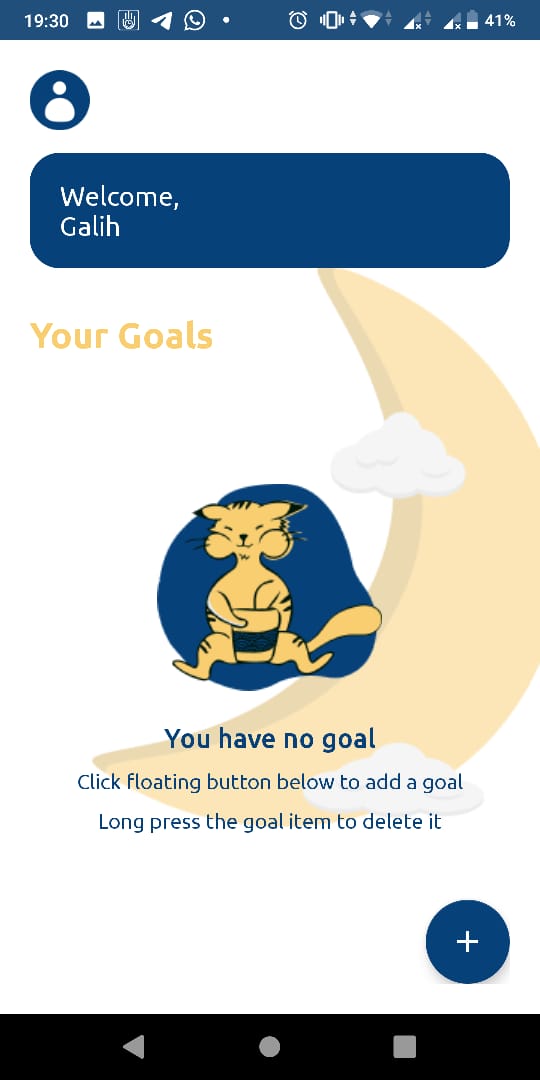 19:30
41%
Welcome,
Galih
Your Goals
You have no goal
Click floating button below to add a goal
Long press the goal item to delete it